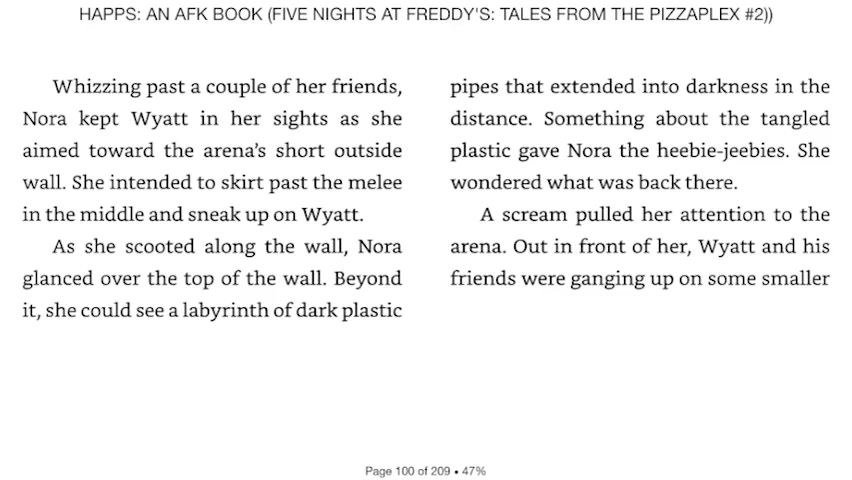 HAPPS: AN AFK BOOK (FIVE NIGHTS AT FREDDY'S: TALES FROM THE PIZZAPLEX #2))
Whizzing past a couple of her friends,
Nora kept Wyatt in her sights as she
aimed toward the arena’s short outside
wall. She intended to skirt past the melee
in the middle and sneak up on Wyatt.
As she scooted along the wall, Nora
glanced over the top of the wall. Beyond
it, she could see a labyrinth of dark plastic
pipes that extended into darkness in the
distance. Something about the tangled
plastic gave Nora the heebie-jeebies. She
wondered what was back there.
A scream pulled her attention to the
arena. Out in front of her, Wyatt and his
friends were ganging up on some smaller
Page 100 of 209 • 47%